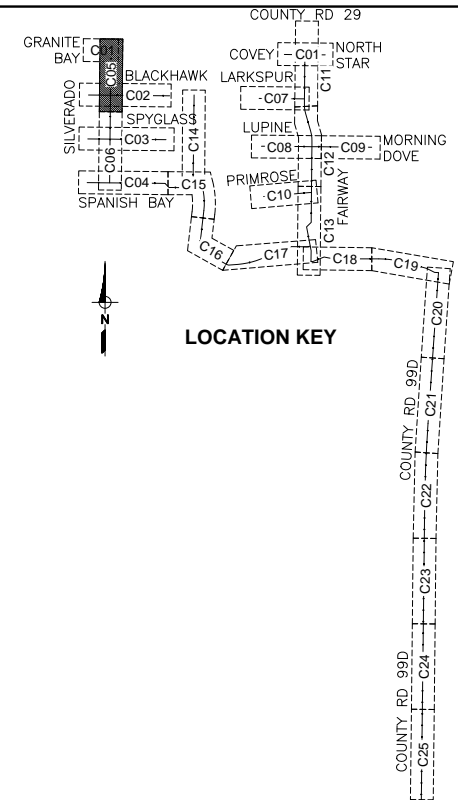 COUNTY RD 29
GRANITE
BAY
C01
C05
COVEY
C01
NORTH
STAR
C11
BLACKHAWK
LARKSPUR
C02
C07
SILVERADO
SPYGLASS
C14
LUPINE
C03
C08
C12
C09
MORNING
DOVE
C06
PRIMROSE
C04
C15
C10
FAIRWAY
SPANISH BAY
C13
C16
C17
C18
C19
N
C20
LOCATION KEY
COUNTY RD 99D
C21
C22
C23
COUNTY RD 99D
C24
C25